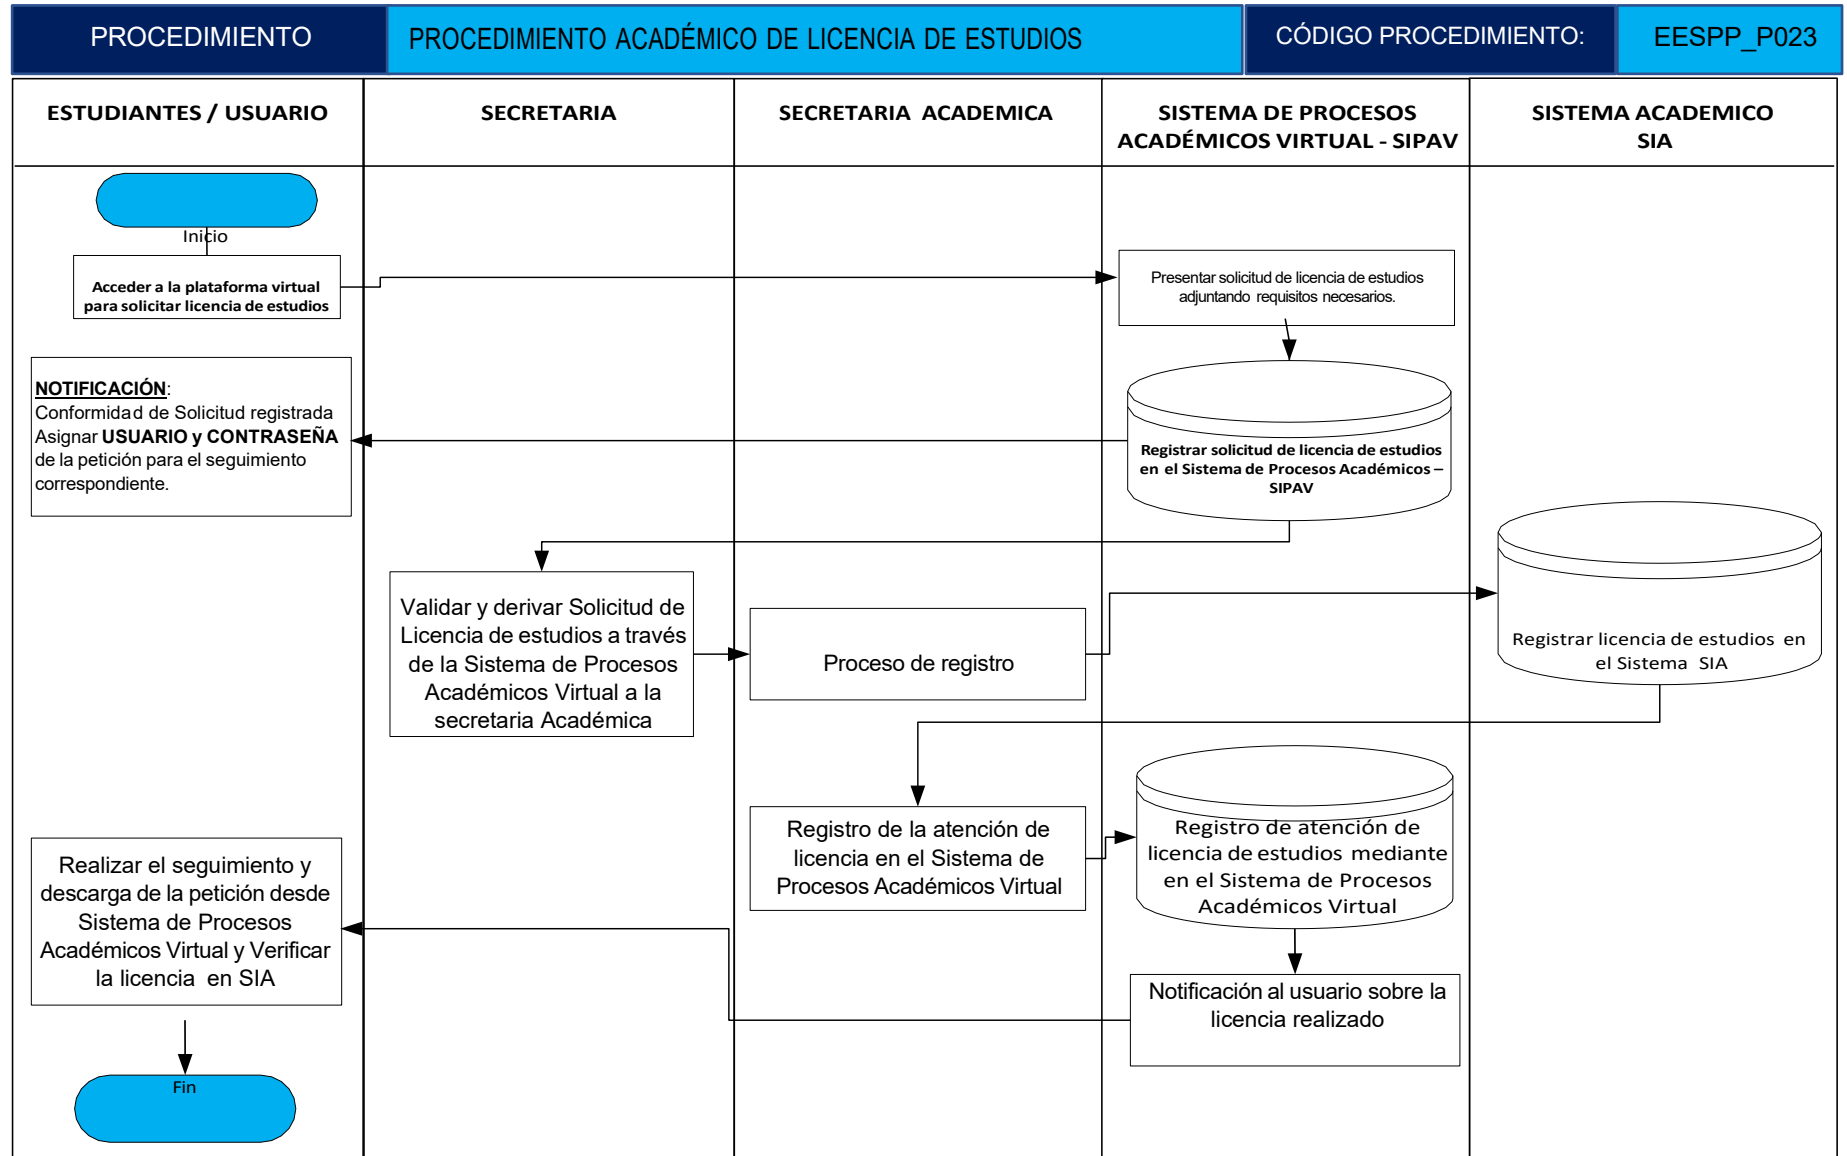 PROCEDIMIENTO
PROCEDIMIENTO ACADÉMICO DE LICENCIA DE ESTUDIOS
CÓDIGO PROCEDIMIENTO:
EESPP_P023
ESTUDIANTES / USUARIO
SECRETARIA
SECRETARIA ACADEMICA
SISTEMA DE PROCESOS
ACADÉMICOS VIRTUAL - SIPAV
SISTEMA ACADEMICO
SIA
Inicio
Acceder a la plataforma virtual
para solicitar licencia de estudios
Presentar solicitud de licencia de estudios
adjuntando requisitos necesarios.
NOTIFICACIÓN:
Conformidad de Solicitud registrada
Asignar USUARIO y CONTRASEÑA
de la petición para el seguimiento
correspondiente.
Registrar solicitud de licencia de estudios
en el Sistema de Procesos Académicos –
SIPAV
Validar y derivar Solicitud de
Licencia de estudios a través
de la Sistema de Procesos
Académicos Virtual a la
secretaria Académica
Proceso de registro
Registrar licencia de estudios en
el Sistema SIA
Registro de la atención de
licencia en el Sistema de
Procesos Académicos Virtual
Registro de atención de
licencia de estudios mediante
en el Sistema de Procesos
Académicos Virtual
Realizar el seguimiento y
descarga de la petición desde
Sistema de Procesos
Académicos Virtual y Verificar
la licencia en SIA
Notificación al usuario sobre la
licencia realizado
Fin